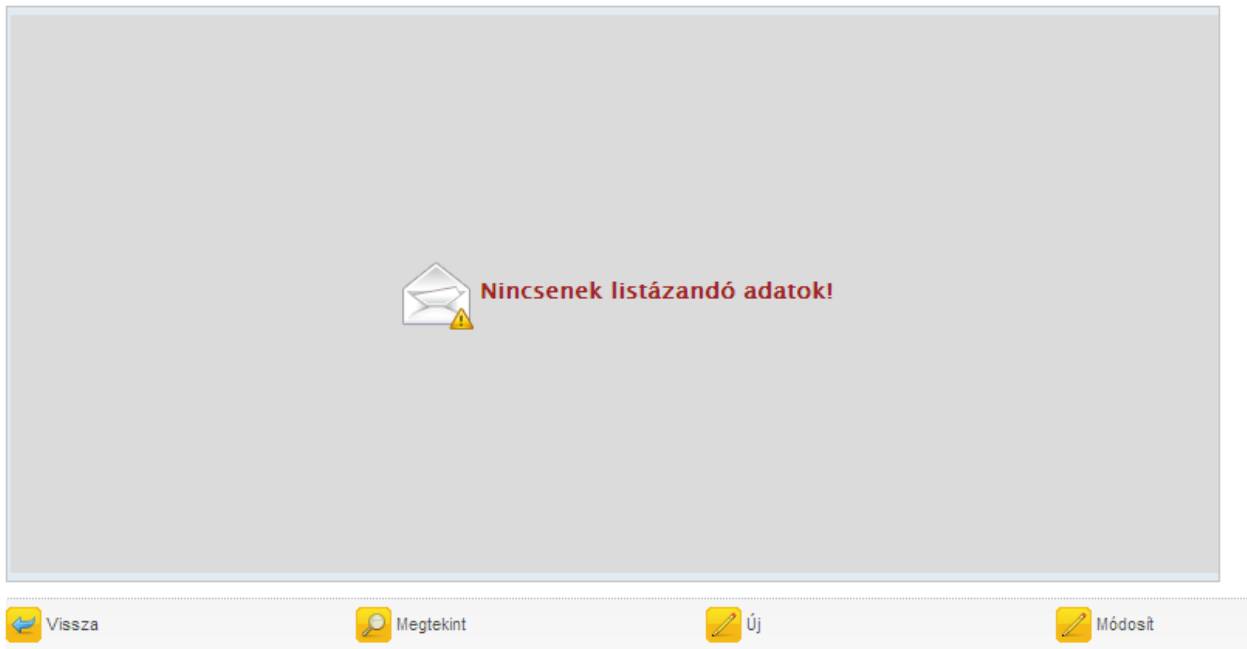 Nincsenek listázandó adatok!
Vissza
Megtekint
Új
Módosít